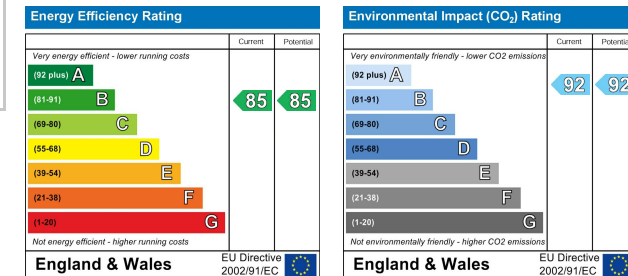 Energy Efficiency Rating
Current Potential
Very energy efficient - lower running costs
(92 plus) A
(81-91) B
85 85
(69-80) C
(55-68) D
(39-54) E
(21-38) F
(1-20) G
Not energy efficient - higher running costs
England & Wales
EU Directive
2002/91/EC
Environmental Impact (CO2) Rating
Current Potential
Very environmentally friendly - lower CO2 emissions
(92 plus) A
92 92
(81-91) B
(69-80) C
(55-68) D
(39-54) E
(21-38) F
(1-20) G
Not environmentally friendly - higher CO2 emissions
England & Wales
EU Directive
2002/91/EC